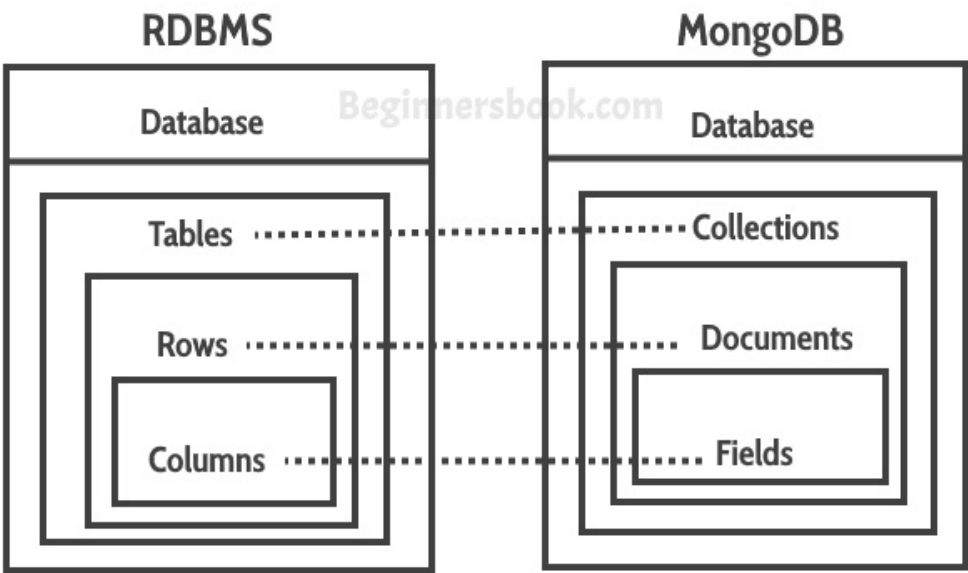 RDBMS
MongoDB
Beginnersbook.com
Database
Database
Tables
Collections
Rows
Documents
Columns
Fields